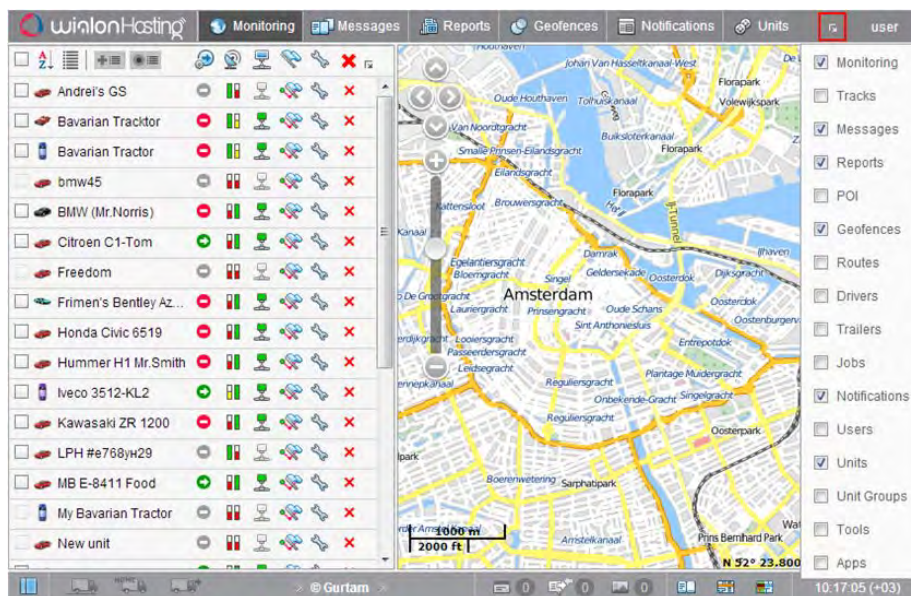 wialonHosting Monitoring Messages Reports Geofences Notifications Units user
Andrei's GS
Bavarian Tracktor
Bavarian Tractor
bmw45
BMW (Mr.Norris)
Citroen C1-Tom
Freedom
Frimen's Bentley Az...
Honda Civic 6519
Hummer H1 Mr.Smith
Iveco 3512-KL2
Kawasaki ZR 1200
LPH #e768ун29
MB E-8411 Food
My Bavarian Tractor
New unit
Johan Van Hasseltkanaal-West
Florapark
Oude Houthaven
Tolhuiskanaal
Volewijkspark
Van Noordtgracht
Buiksloterkanaal
Smalle Prinsen-Eilandsgracht
Florapark
Eilandsgracht
Florapark
Kattensloot
Brouwersgracht
IJ-Tunnel
Kanaal
Damrak
IJhaven
Egelantiersgracht
Bloemgracht
Singel
Geldersekade
Oosterdok
Dijksgracht
De Grootgracht
Amsterdam
Oosterdok
Lauriergracht
Prinsengracht
Oude Schans
Oostenburgerv
Sint Anthoniesluis
Looiersgracht
Entrepotdok
Passeerdersgracht
Leidsegracht
Plantage Muidergracht
Reguliersgracht
Onbekende-Gracht
Singelgracht
Reguliersgracht
Oosterpark
Boerenwetering
Sarphatipark
Amstelkanaal
Prins Bernhard Park
1000 m
2000 ft
N 52° 23.800
Monitoring
Tracks
Messages
Reports
POI
Geofences
Routes
Drivers
Trailers
Jobs
Notifications
Users
Units
Unit Groups
Tools
Apps
© Gurtam 0 0 0 10:17:05 (+03)